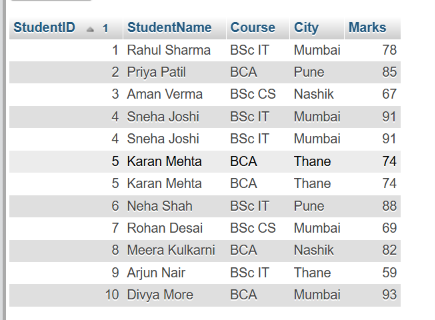 StudentID 1 StudentName Course City Marks
1 Rahul Sharma BSc IT Mumbai 78
2 Priya Patil BCA Pune 85
3 Aman Verma BSc CS Nashik 67
4 Sneha Joshi BSc IT Mumbai 91
4 Sneha Joshi BSc IT Mumbai 91
5 Karan Mehta BCA Thane 74
5 Karan Mehta BCA Thane 74
6 Neha Shah BSc IT Pune 88
7 Rohan Desai BSc CS Mumbai 69
8 Meera Kulkarni BCA Nashik 82
9 Arjun Nair BSc IT Thane 59
10 Divya More BCA Mumbai 93